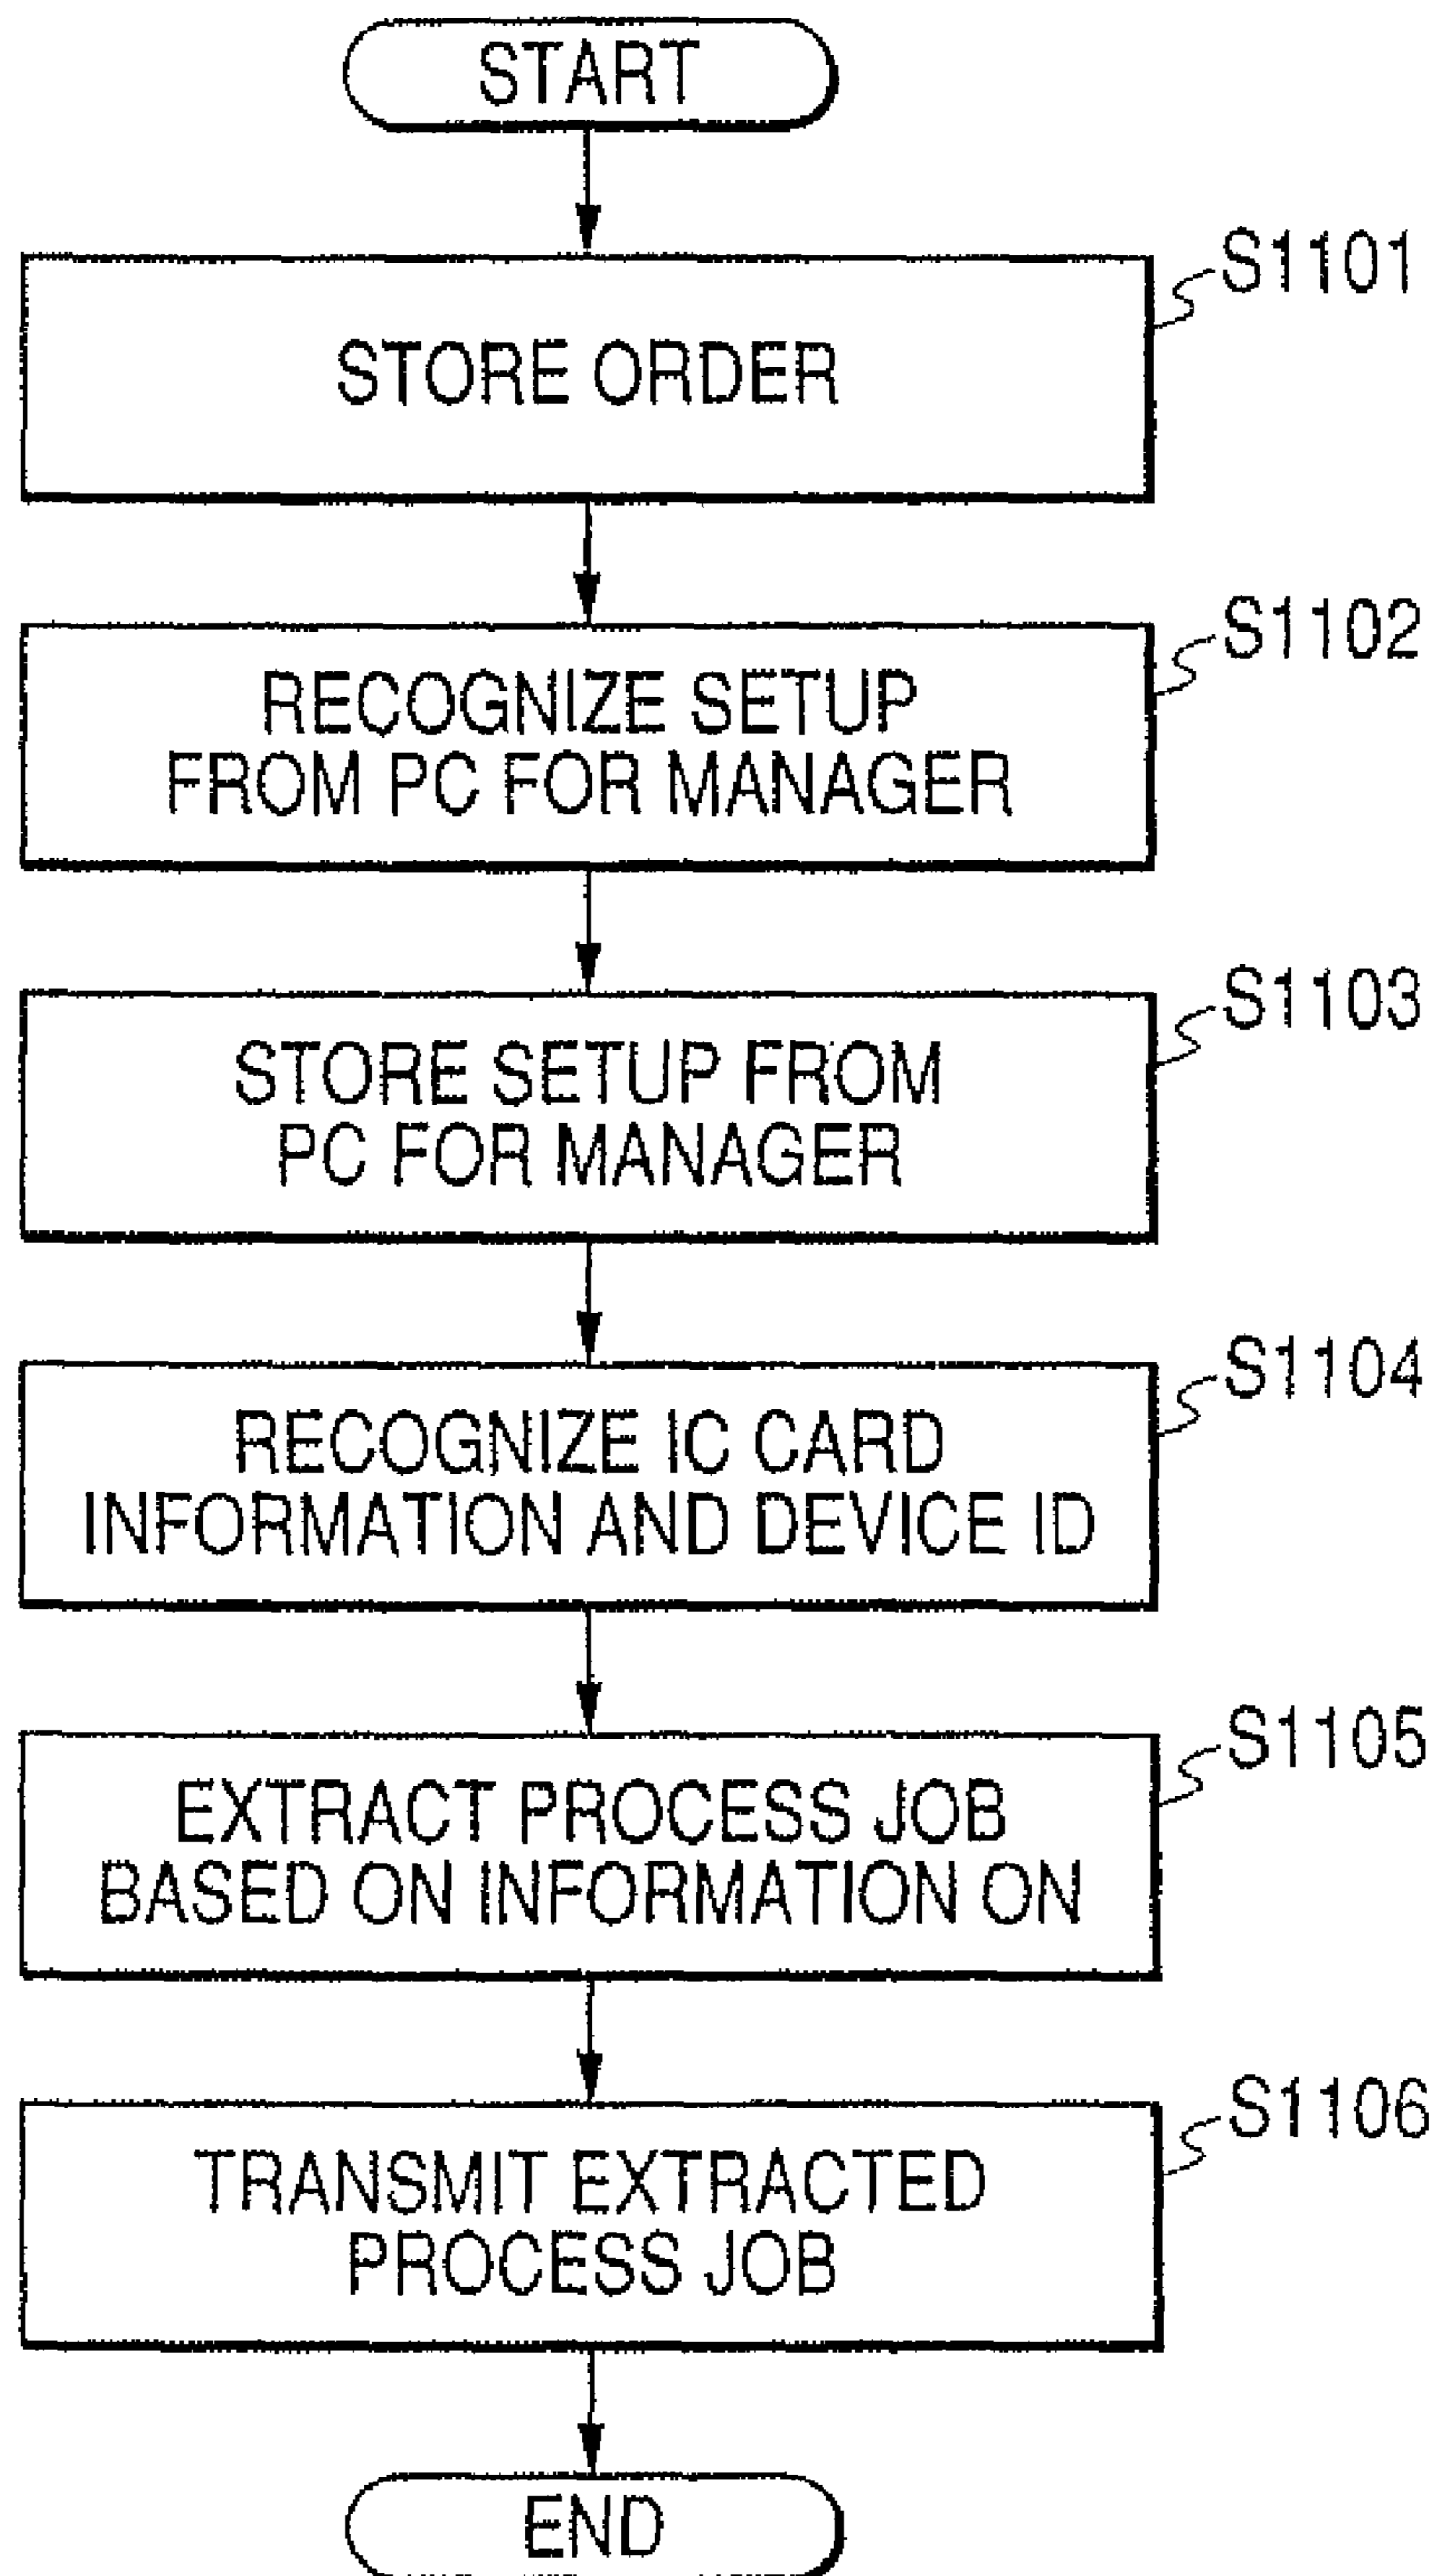 START
S1101
STORE ORDER
S1102
RECOGNIZE SETUP
FROM PC FOR MANAGER
S1103
STORE SETUP FROM
PC FOR MANAGER
S1104
RECOGNIZE IC CARD
INFORMATION AND DEVICE ID
S1105
EXTRACT PROCESS JOB
BASED ON INFORMATION ON
S1106
TRANSMIT EXTRACTED
PROCESS JOB
END